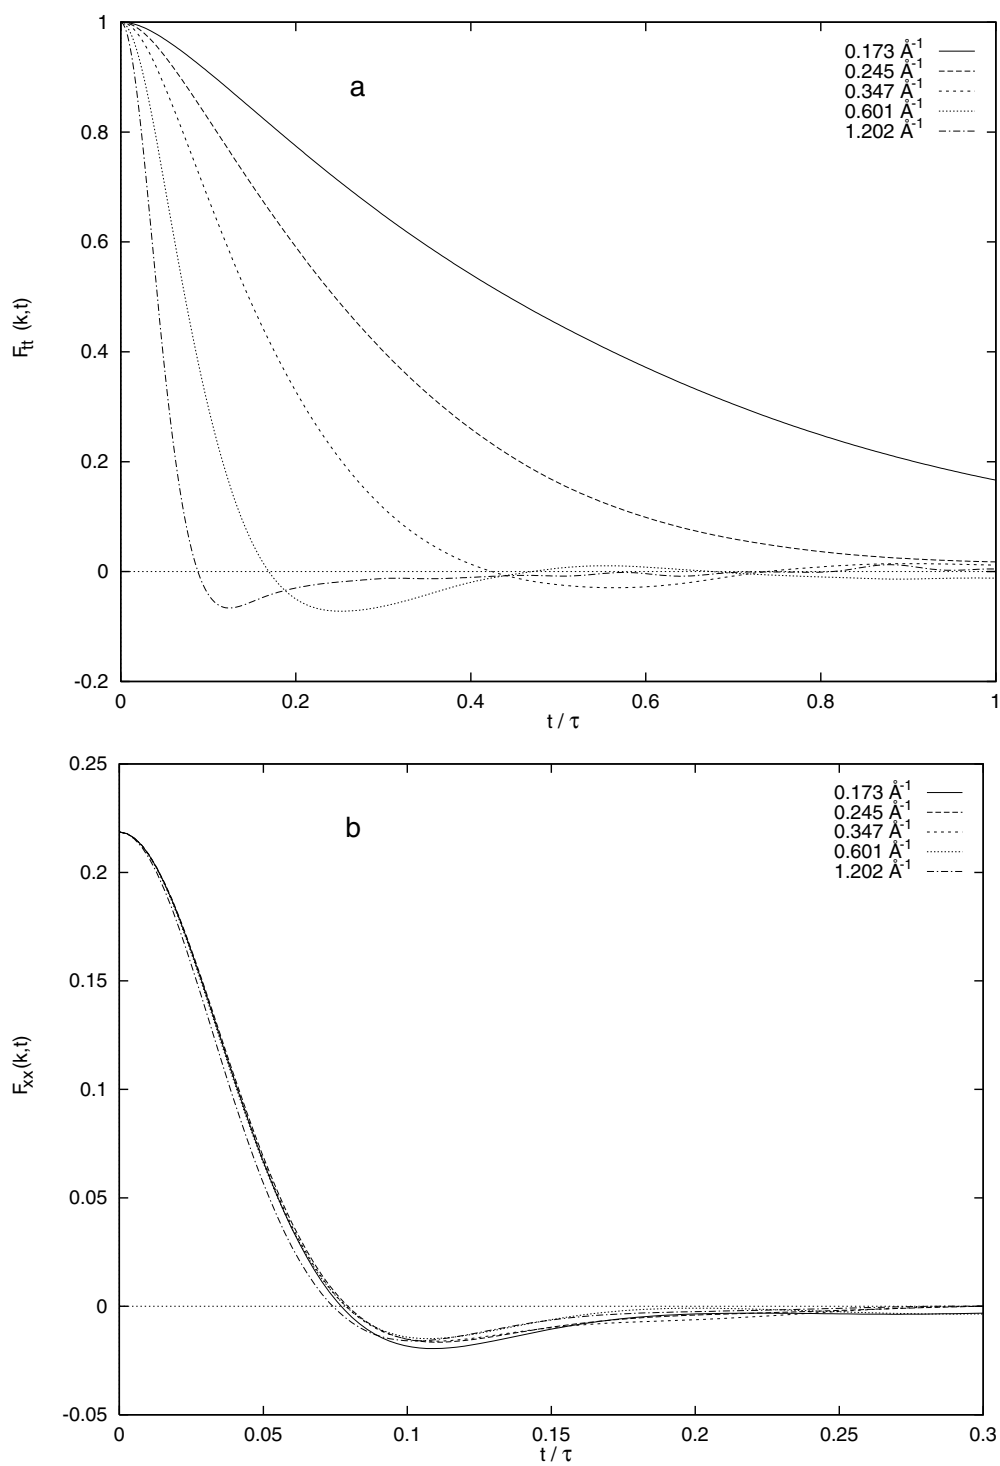 1
0.8
0.6
0.4
0.2
0
-0.2
F_tt (k,t)
a
0.173 Å^-1
0.245 Å^-1
0.347 Å^-1
0.601 Å^-1
1.202 Å^-1
0 0.2 0.4 0.6 0.8 1
t / τ
0.25
0.2
0.15
0.1
0.05
0
-0.05
F_xx(k,t)
b
0.173 Å^-1
0.245 Å^-1
0.347 Å^-1
0.601 Å^-1
1.202 Å^-1
0 0.05 0.1 0.15 0.2 0.25 0.3
t / τ